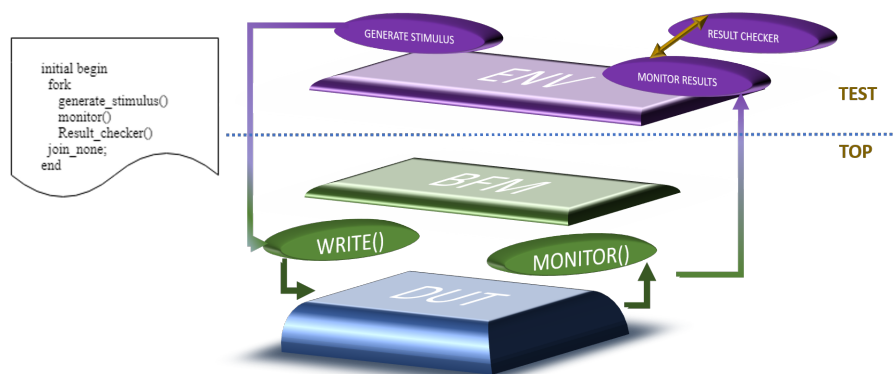 initial begin
fork
generate_stimulus()
monitor()
Result_checker()
join_none;
end
GENERATE STIMULUS
RESULT CHECKER
ENV
MONITOR RESULTS
TEST
TOP
BFM
WRITE()
MONITOR()
DUT